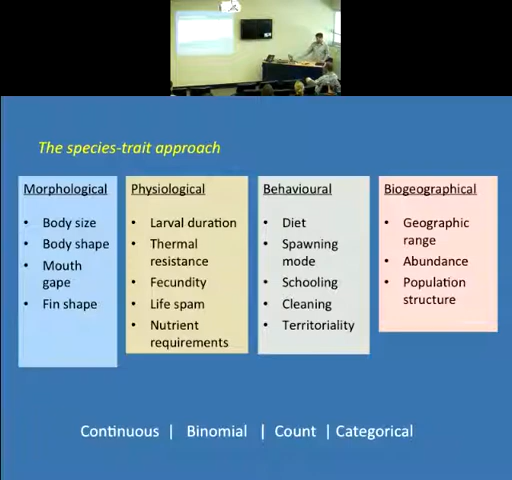 The species-trait approach
Morphological
• Body size
• Body shape
• Mouth
gape
• Fin shape
Physiological
• Larval duration
• Thermal
resistance
• Fecundity
• Life spam
• Nutrient
requirements
Behavioural
• Diet
• Spawning
mode
• Schooling
• Cleaning
• Territoriality
Biogeographical
• Geographic
range
• Abundance
• Population
structure
Continuous | Binomial | Count | Categorical